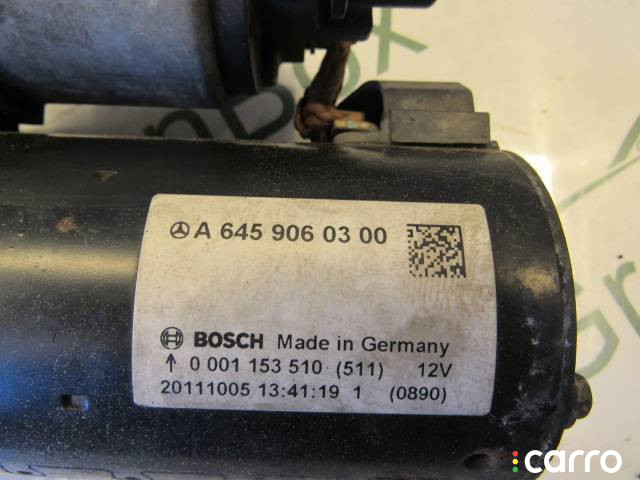 A 645 906 03 00
BOSCH Made in Germany
0 001 153 510 (511) 12V
20111005 13:41:19 1 (0890)
carro